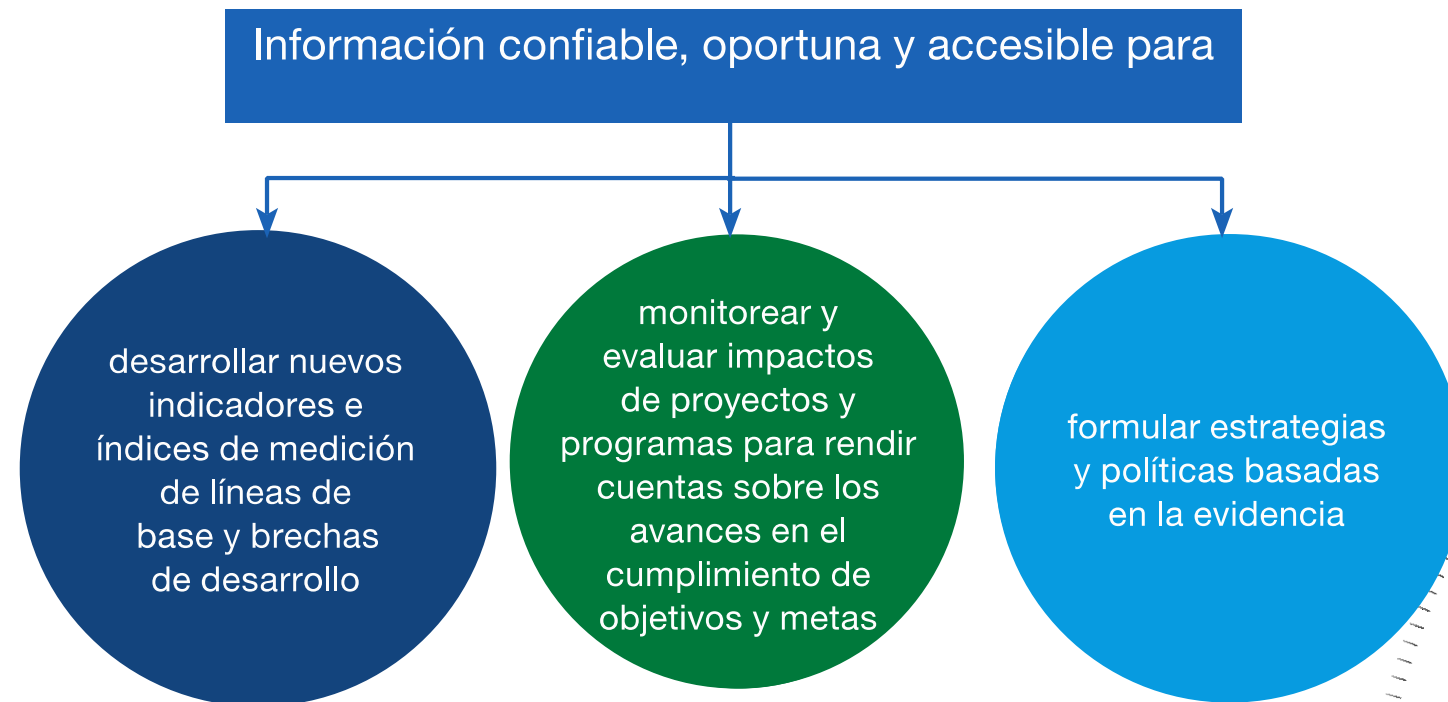 Información confiable, oportuna y accesible para
desarrollar nuevos
indicadores e
índices de medición
de líneas de
base y brechas
de desarrollo
monitorear y
evaluar impactos
de proyectos y
programas para rendir
cuentas sobre los
avances en el
cumplimiento de
objetivos y metas
formular estrategias
y políticas basadas
en la evidencia